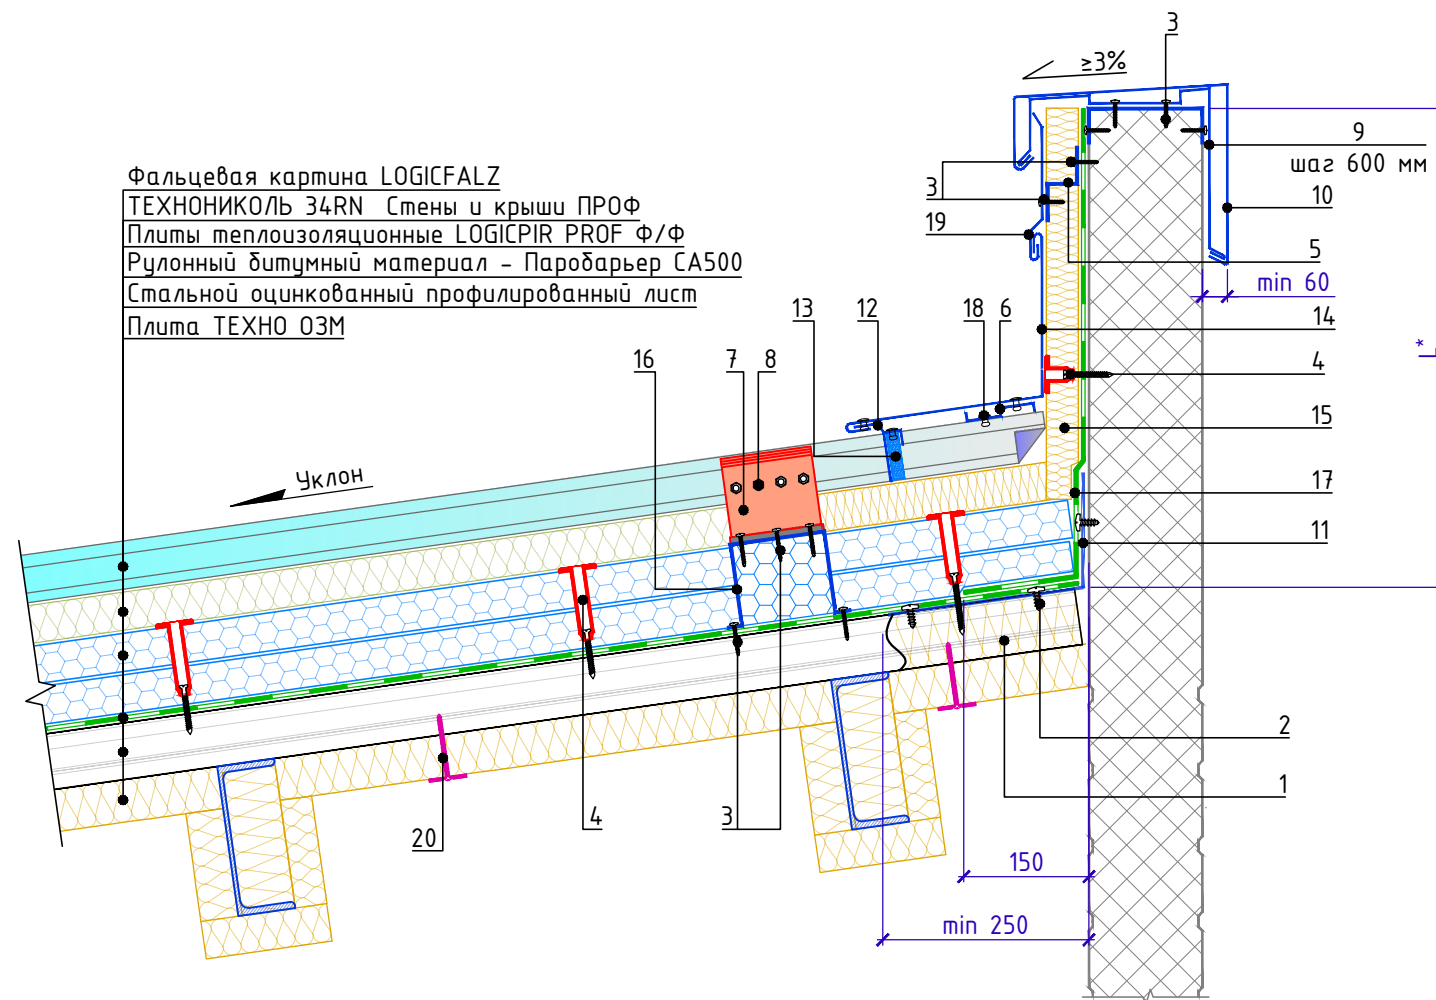 3
≥3%
9
шаг 600 мм
Фальцевая картина LOGICFALZ
ТЕХНОНИКОЛЬ 34RN Стены и крыши ПРОФ
Плиты теплоизоляционные LOGICPIR PROF Ф/Ф
Рулонный битумный материал - Паробарьер СА500
Стальной оцинкованный профилированный лист
Плита ТЕХНО ОЗМ
3
10
19
5
min 60
13
12
18
6
14
L*
16
7
8
4
15
Уклон
17
11
2
1
4
3
20
150
min 250